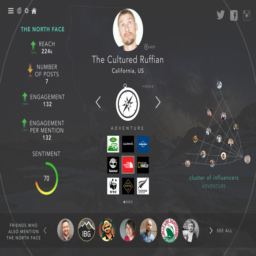 THE NORTH FACE
REACH
224k
NUMBER
OF POSTS
7
ENGAGEMENT
132
ENGAGEMENT
PER MENTION
132
SENTIMENT
70
The Cultured Ruffian
California, US
ADVENTURE
cluster of influencers
ADVENTURE
FRIENDS WHO
ALSO MENTION
THE NORTH FACE
IBG
SEE ALL